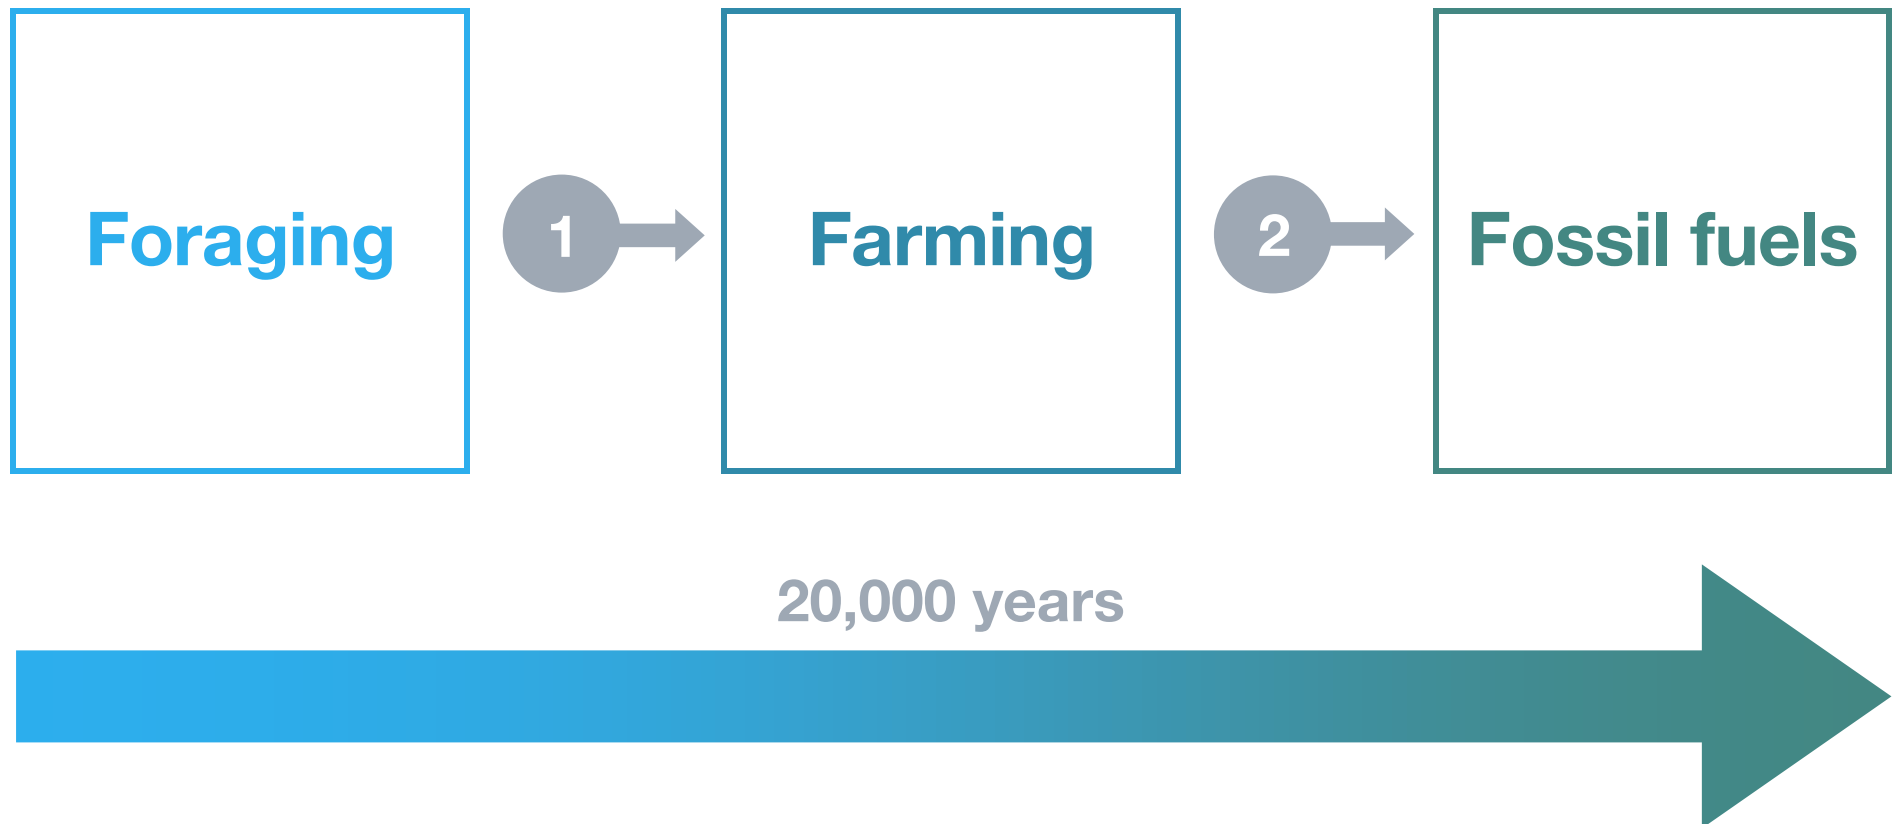 Foraging
1
Farming
2
Fossil fuels
20,000 years